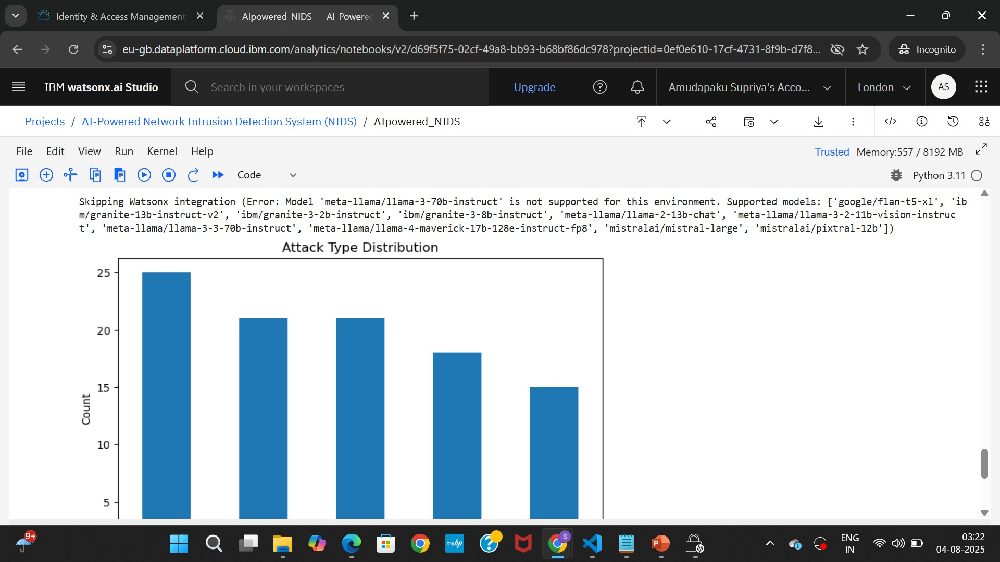 Identity & Access Management
AIpowered_NIDS — AI-Powered
eu-gb.dataplatform.cloud.ibm.com/analytics/notebooks/v2/d69f5f75-02cf-49a8-bb93-b68bf86dc978?projectid=0ef0e610-17cf-4731-8f9b-d7f8...
Incognito
IBM watsonx.ai Studio
Search in your workspaces
Upgrade
Amudapaku Supriya's Acco...
London
AS
Projects / AI-Powered Network Intrusion Detection System (NIDS) / AIpowered_NIDS
File Edit View Run Kernel Help
Trusted Memory:557 / 8192 MB
Code
Python 3.11
Skipping Watsonx integration (Error: Model 'meta-llama/llama-3-70b-instruct' is not supported for this environment. Supported models: ['google/flan-t5-xl', 'ib
m/granite-13b-instruct-v2', 'ibm/granite-3-2b-instruct', 'ibm/granite-3-8b-instruct', 'meta-llama/llama-2-13b-chat', 'meta-llama/llama-3-2-11b-vision-instruc
t', 'meta-llama/llama-3-3-70b-instruct', 'meta-llama/llama-4-maverick-17b-128e-instruct-fp8', 'mistralai/mistral-large', 'mistralai/pixtral-12b'])
Attack Type Distribution
25
20
15
Count
10
5
9+
myhp
S
P
hp
ENG
IN
03:22
04-08-2025